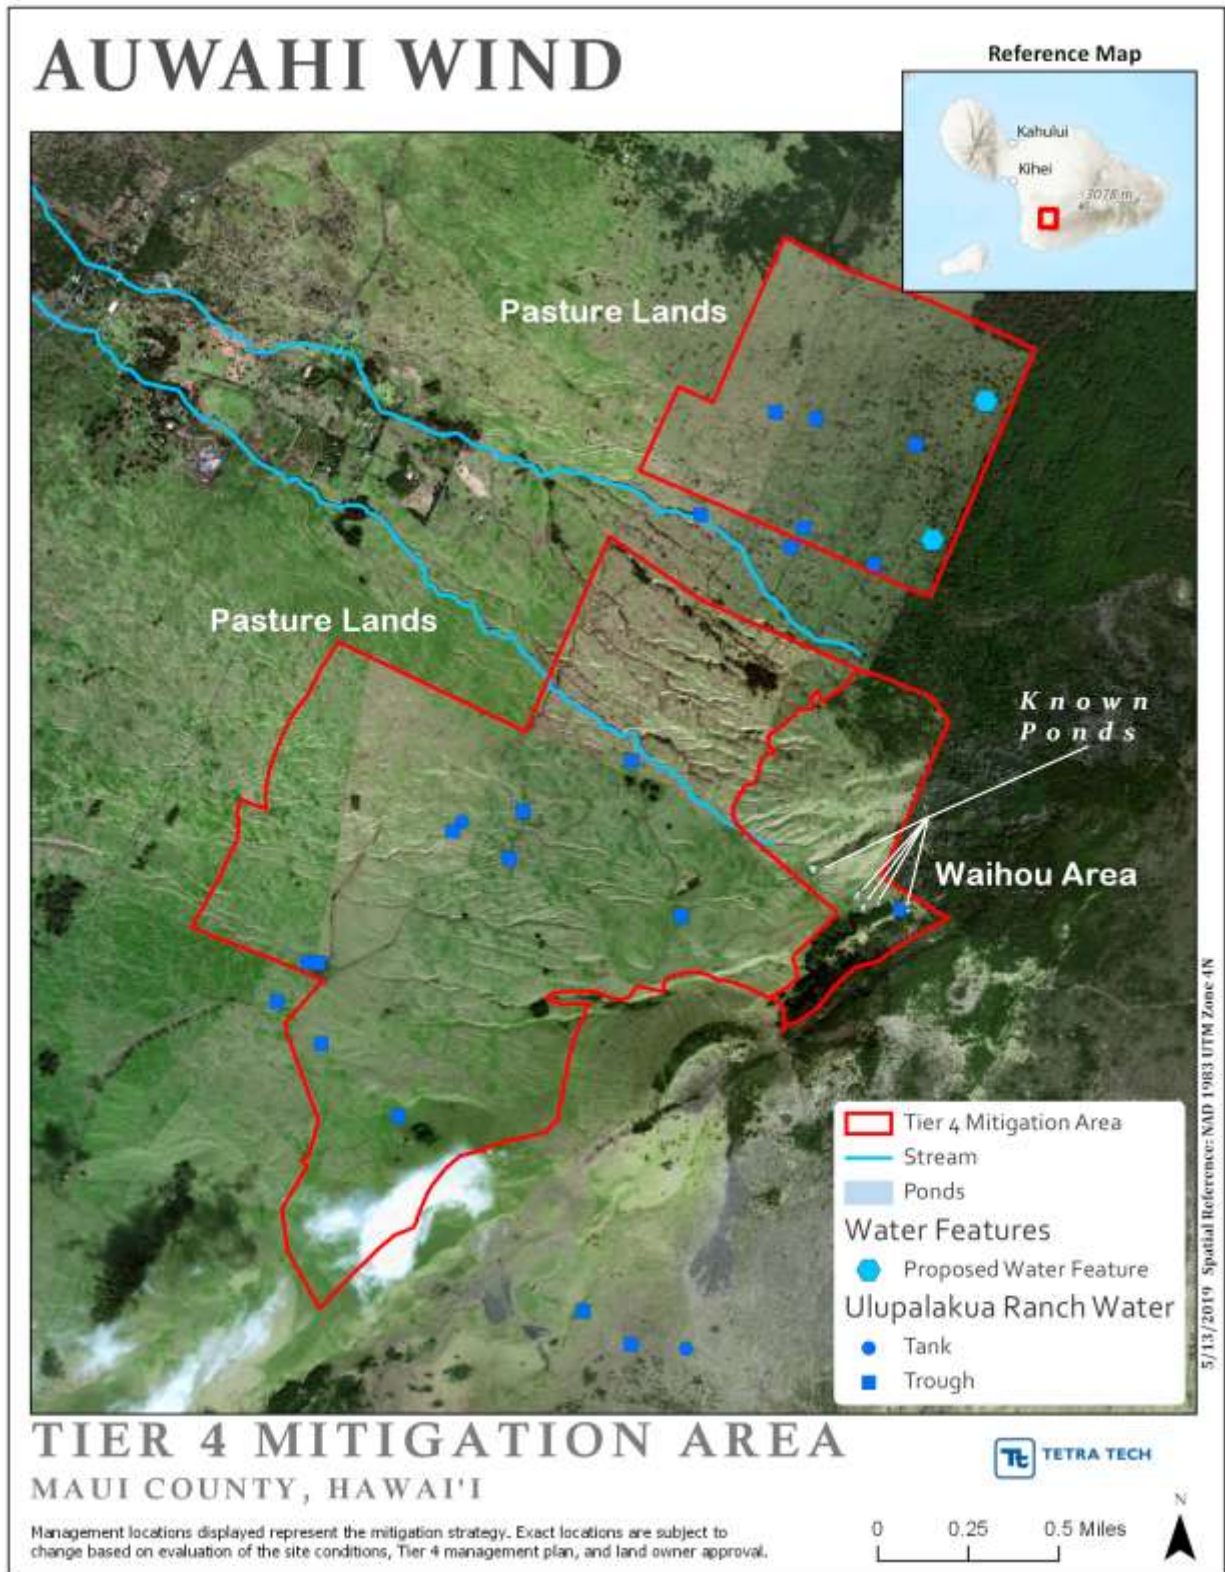 AUWAHI WIND
Reference Map
Kahului
Kihei
3078 m
Pasture Lands
Pasture Lands
Known
Ponds
Waihou Area
Tier 4 Mitigation Area
Stream
Ponds
Water Features
Proposed Water Feature
Ulupalakua Ranch Water
Tank
Trough
5/13/2019 Spatial Reference: NAD 1983 UTM Zone 4N
TIER 4 MITIGATION AREA
MAUI COUNTY, HAWAI'I
Tt TETRA TECH
Management locations displayed represent the mitigation strategy. Exact locations are subject to
change based on evaluation of the site conditions, Tier 4 management plan, and land owner approval.
0 0.25 0.5 Miles
N